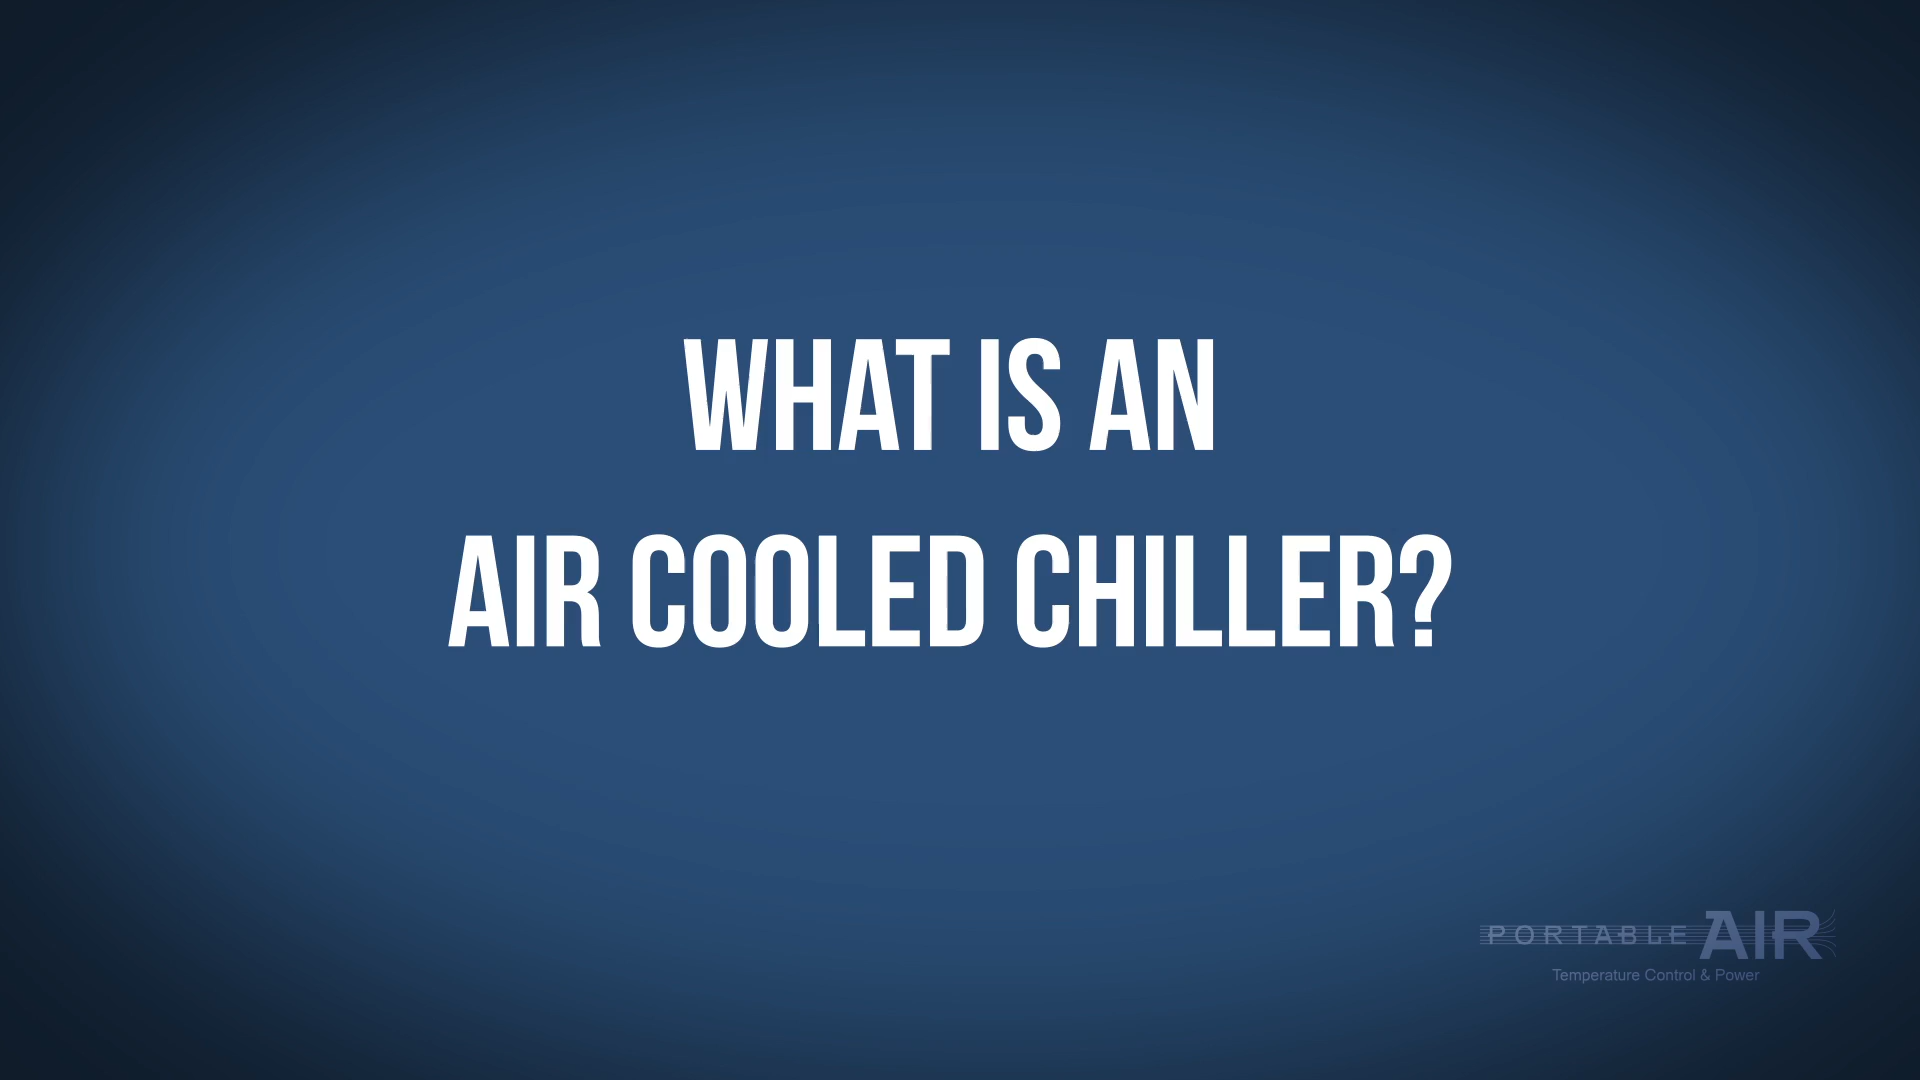 WHAT IS AN
AIR COOLED CHILLER?
PORTABLE AIR
Temperature Control & Power